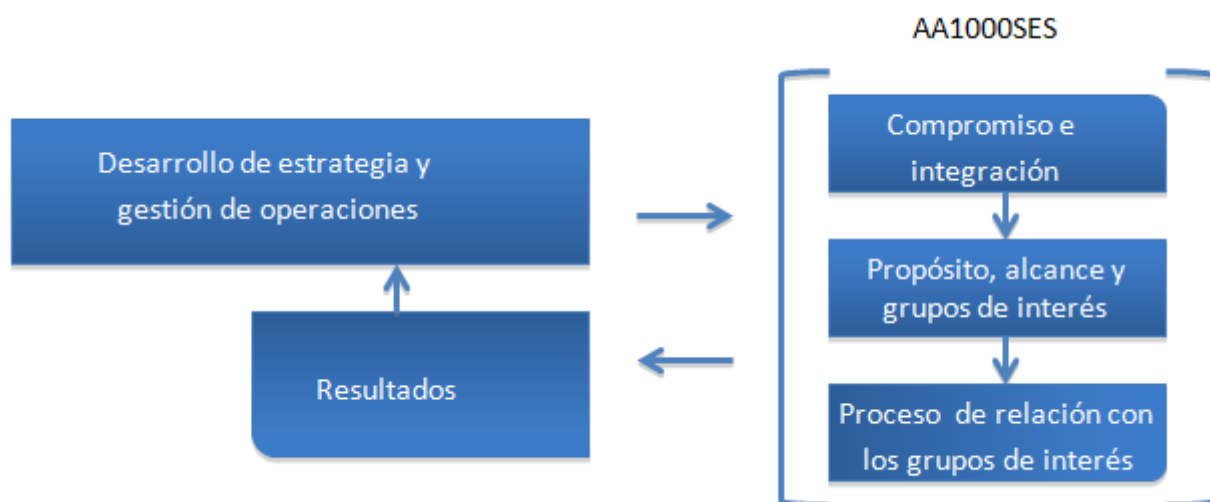 AA1000SES
Desarrollo de estrategia y
gestión de operaciones
Resultados
Compromiso e
integración
Propósito, alcance y
grupos de interés
Proceso de relación con
los grupos de interés